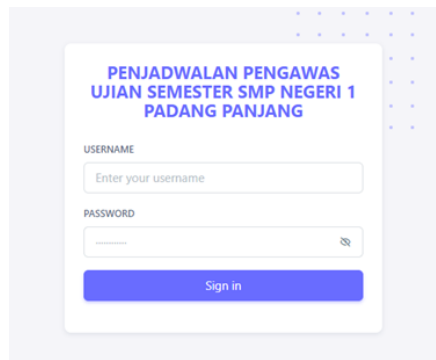 PENJADWALAN PENGAWAS
UJIAN SEMESTER SMP NEGERI 1
PADANG PANJANG
USERNAME
Enter your username
PASSWORD
············
Sign in